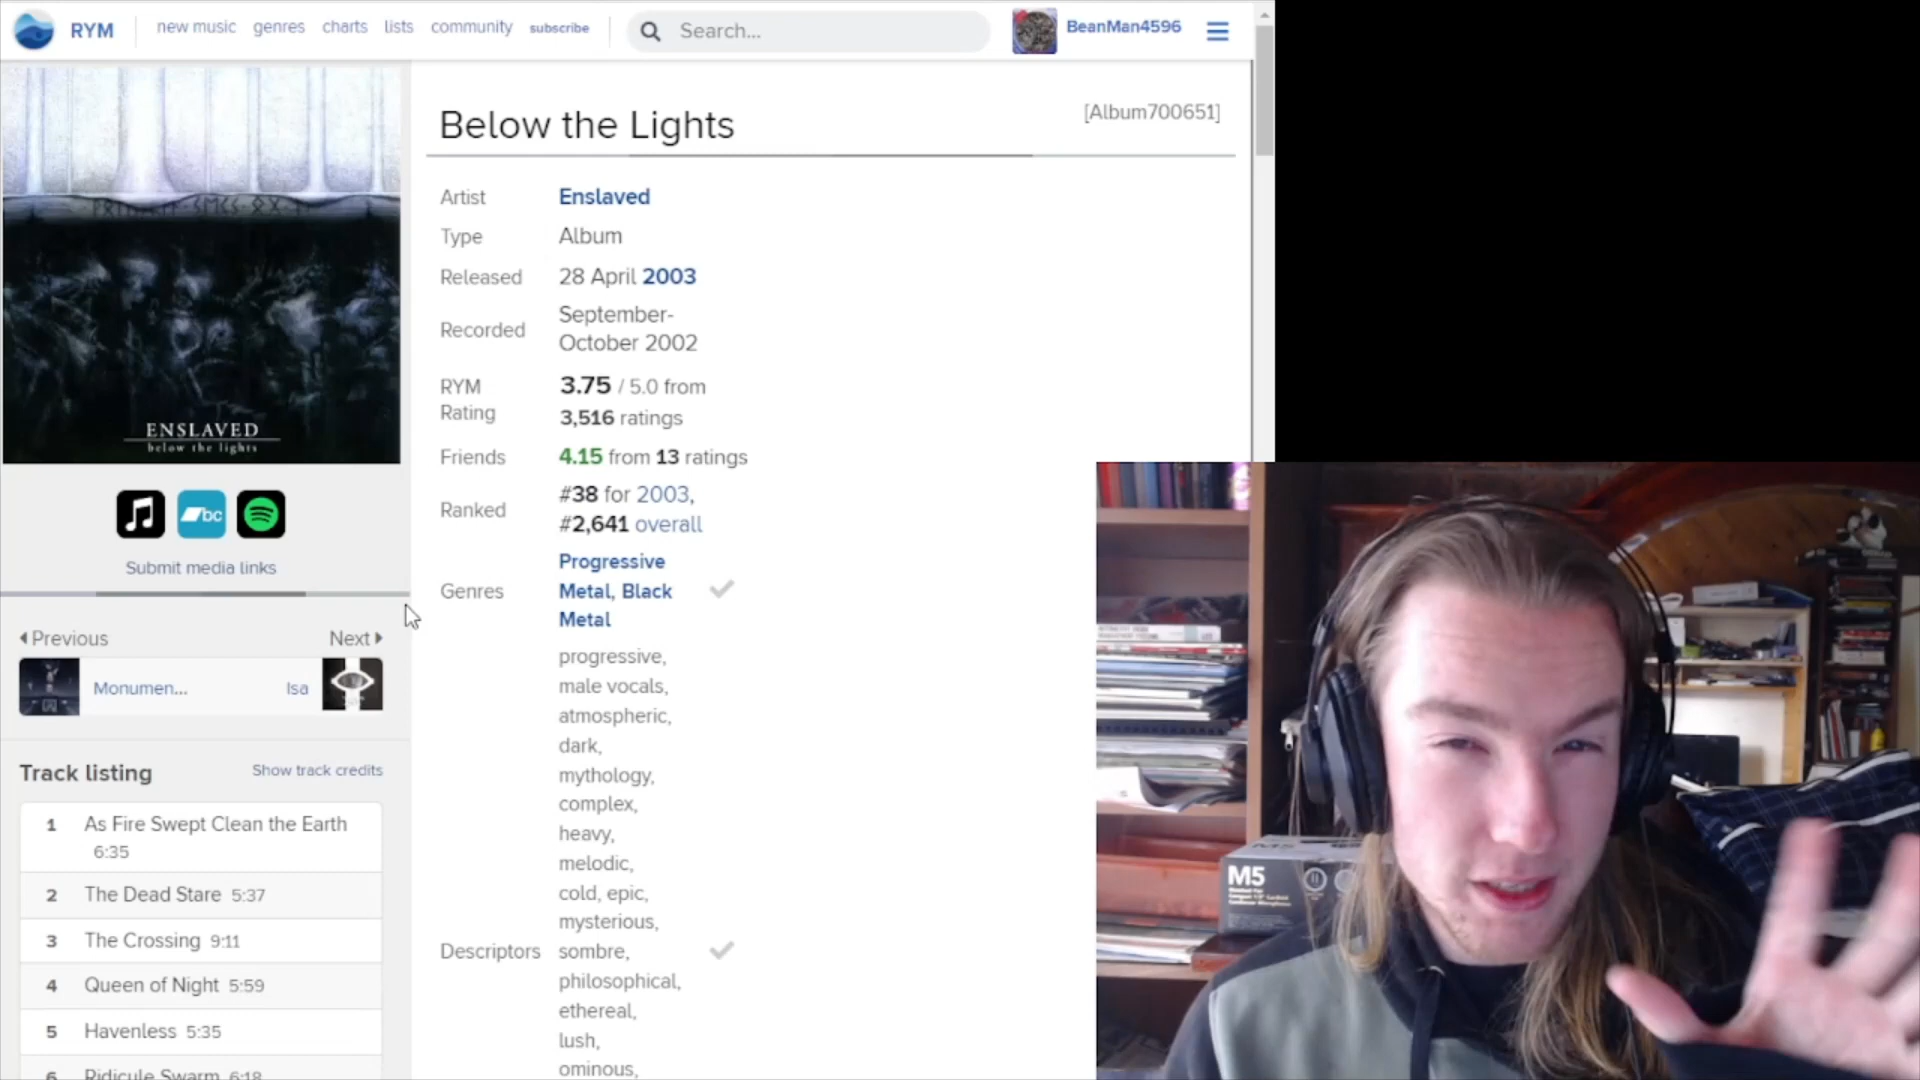 RYM
new music genres charts lists community subscribe
Search...
BeanMan4596
Below the Lights
[Album700651]
Artist Enslaved
Type Album
Released 28 April 2003
Recorded September-
October 2002
RYM
Rating
3.75 / 5.0 from
3,516 ratings
Friends 4.15 from 13 ratings
Ranked #38 for 2003,
#2,641 overall
Genres Progressive
Metal, Black
Metal
Descriptors
progressive,
male vocals,
atmospheric,
dark,
mythology,
complex,
heavy,
melodic,
cold, epic,
mysterious,
sombre,
philosophical,
ethereal,
lush,
ominous,
ENSLAVED
below the lights
bc
Submit media links
Previous Next
Monumen... Isa
Track listing Show track credits
1 As Fire Swept Clean the Earth
6:35
2 The Dead Stare 5:37
3 The Crossing 9:11
4 Queen of Night 5:59
5 Havenless 5:35
6 Ridicule Swarm 6:18
M5